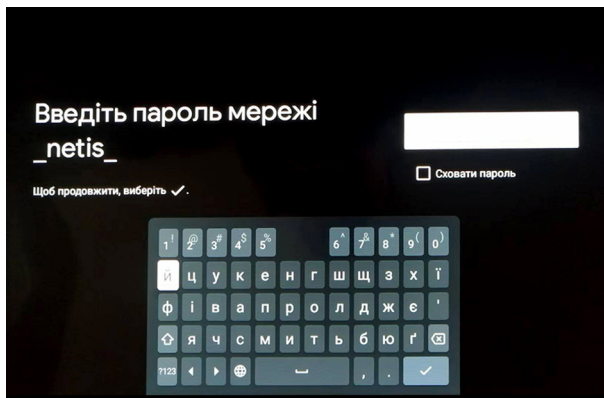 Введіть пароль мережі
_netis_
Щоб продовжити, виберіть ✓.
Сховати пароль
1! 2@ 3# 4$ 5% 6^ 7& 8* 9( 0)
й ц у к е н г ш щ з х ї
ф і в а п р о л д ж є '
я ч с м и т ь б ю ґ
?123 , .